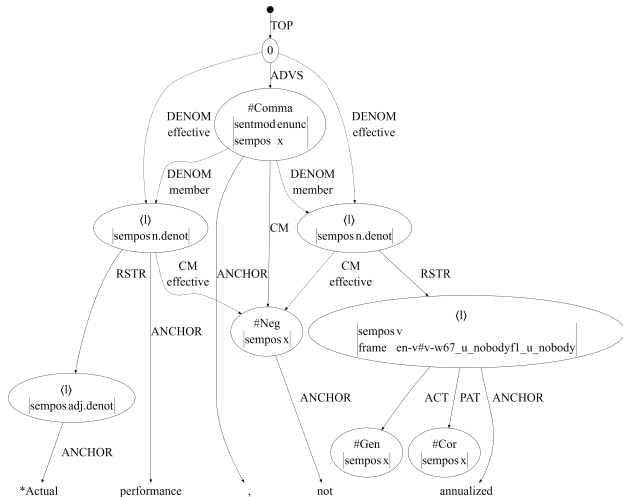 TOP
0
ADVS
DENOM effective
#Comma
sentmod enunc
sempos x
DENOM effective
DENOM member
DENOM member
⟨l⟩
sempos n.denot
CM
⟨l⟩
sempos n.denot
RSTR
CM effective
ANCHOR
CM effective
RSTR
ANCHOR
#Neg
sempos x
⟨l⟩
sempos v
frame en-v#v-w67_u_nobodyf1_u_nobody
⟨l⟩
sempos adj.denot
ANCHOR
ACT
PAT
ANCHOR
ANCHOR
#Gen
sempos x
#Cor
sempos x
*Actual performance , not annualized